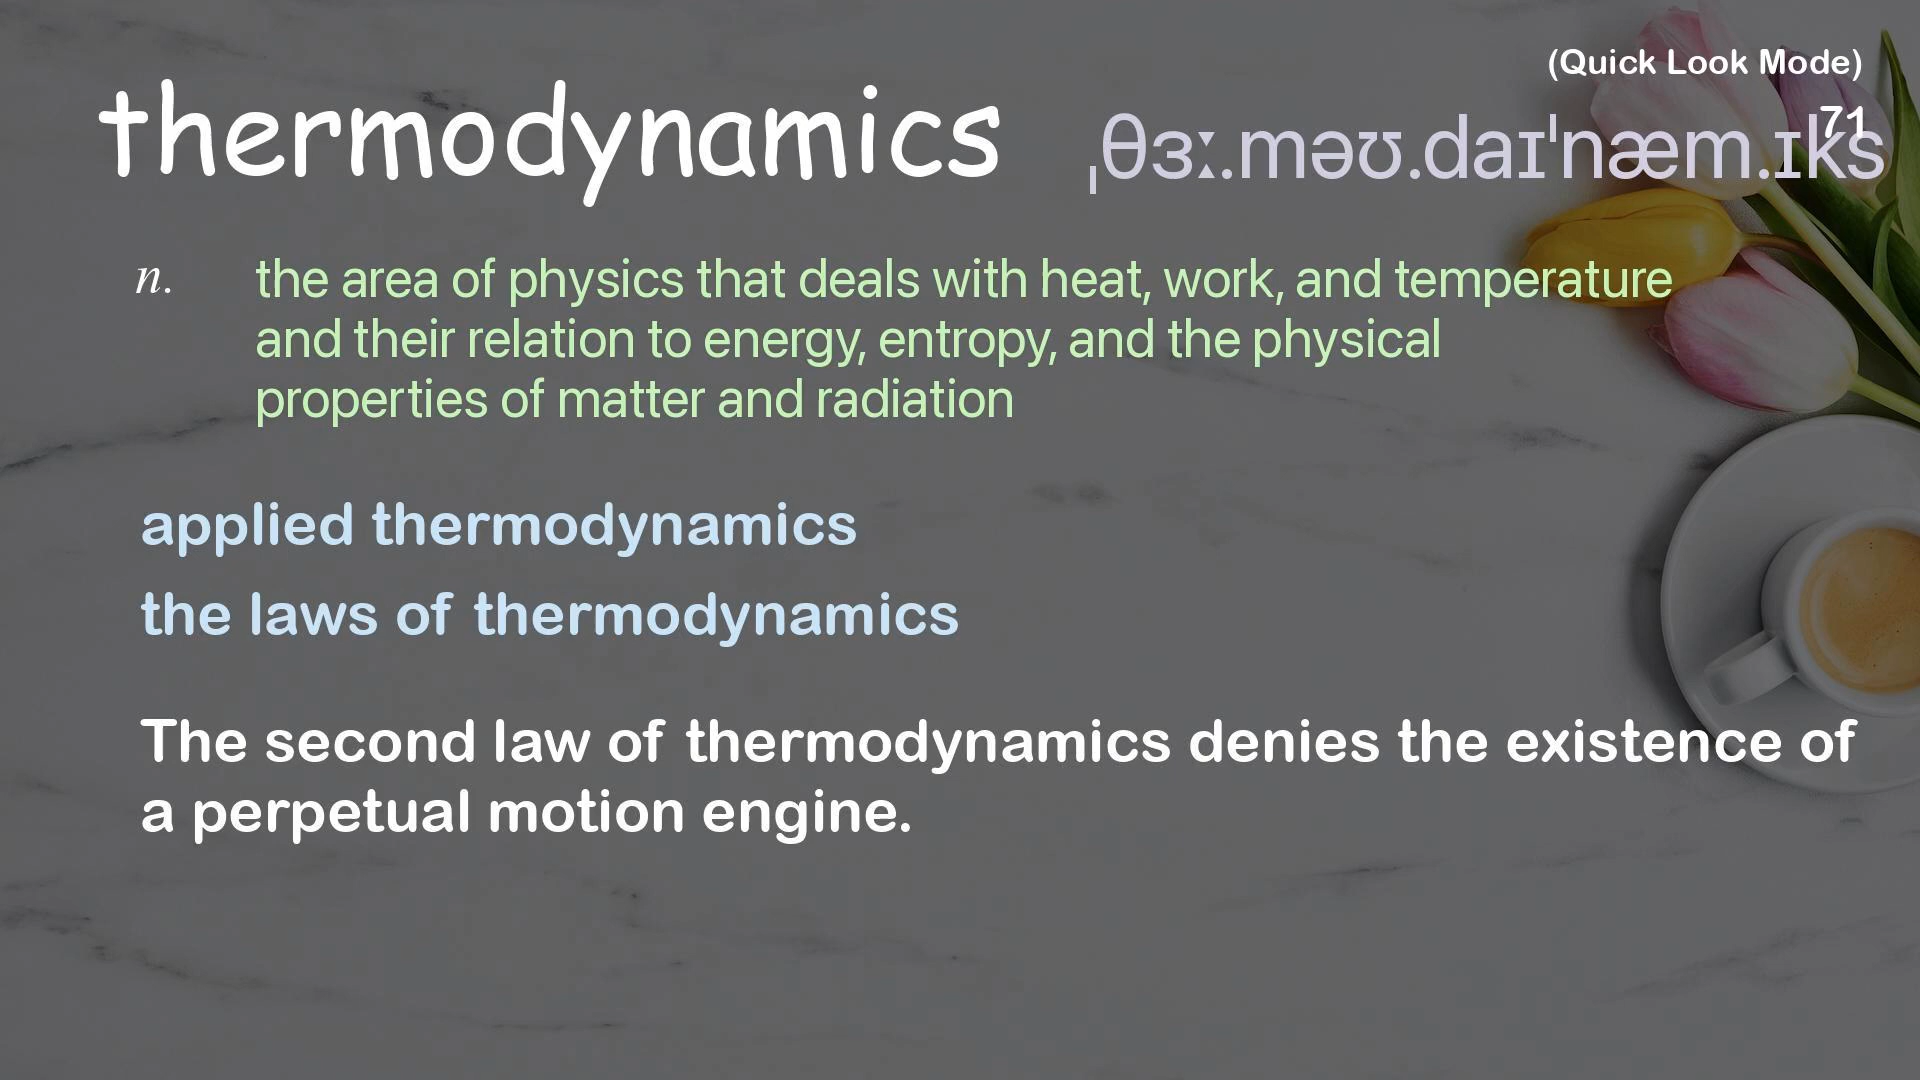 (Quick Look Mode)
thermodynamics ˌθɜː.məʊ.daɪˈnæm.ɪks
71
n. the area of physics that deals with heat, work, and temperature
and their relation to energy, entropy, and the physical
properties of matter and radiation
applied thermodynamics
the laws of thermodynamics
The second law of thermodynamics denies the existence of
a perpetual motion engine.